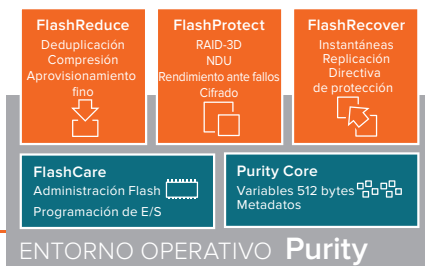 FlashReduce
Deduplicación
Compresión
Aprovisionamiento
fino
FlashProtect
RAID-3D
NDU
Rendimiento ante fallos
Cifrado
FlashRecover
Instantáneas
Replicación
Directiva
de protección
FlashCare
Administración Flash
Programación de E/S
Purity Core
Variables 512 bytes
Metadatos
ENTORNO OPERATIVO Purity